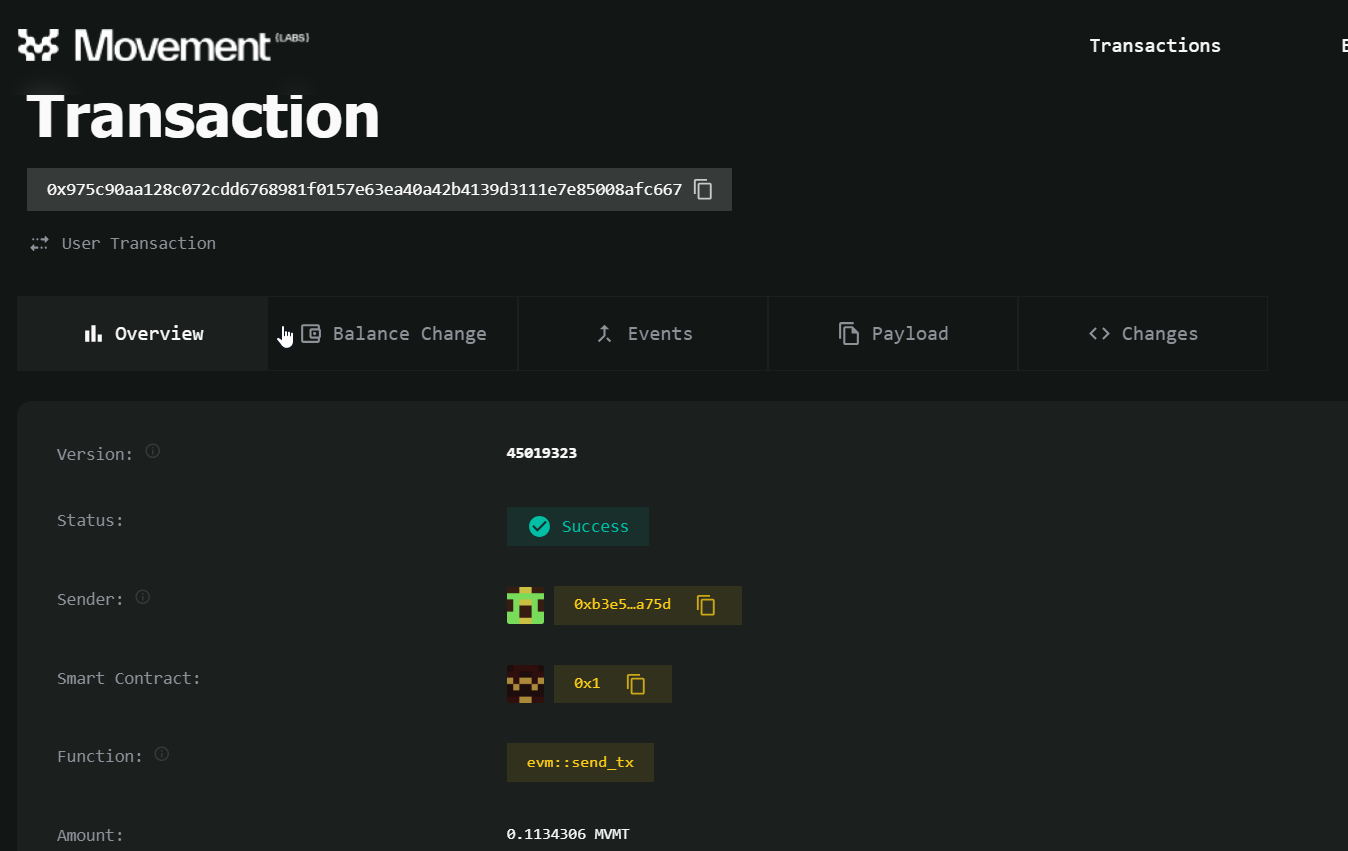 Movement {LABS}
Transactions
Transaction
0x975c90aa128c072cdd6768981f0157e63ea40a42b4139d3111e7e85008afc667
User Transaction
Overview
Balance Change
Events
Payload
Changes
Version:
45019323
Status:
Success
Sender:
0xb3e5…a75d
Smart Contract:
0x1
Function:
evm::send_tx
Amount:
0.1134306 MVMT